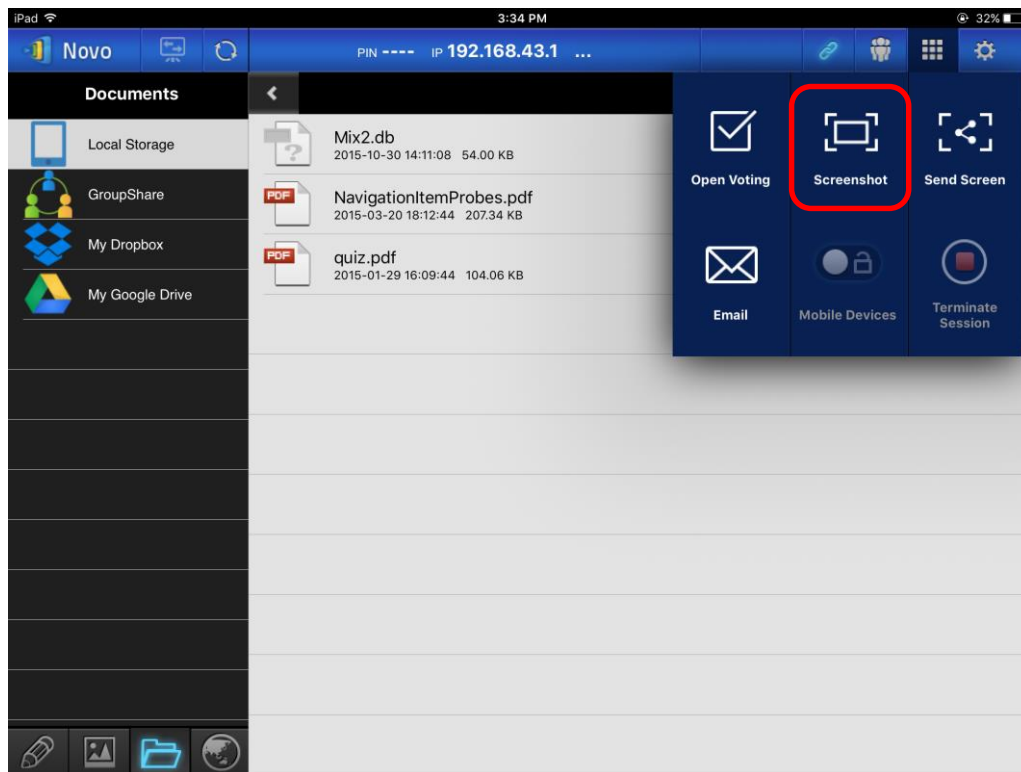 iPad 3:34 PM 32%
Novo PIN ---- IP 192.168.43.1 ...
Documents
Local Storage
GroupShare
My Dropbox
My Google Drive
?
Mix2.db
2015-10-30 14:11:08 54.00 KB
PDF
NavigationItemProbes.pdf
2015-03-20 18:12:44 207.34 KB
PDF
quiz.pdf
2015-01-29 16:09:44 104.06 KB
Open Voting Screenshot Send Screen
Email Mobile Devices Terminate
Session